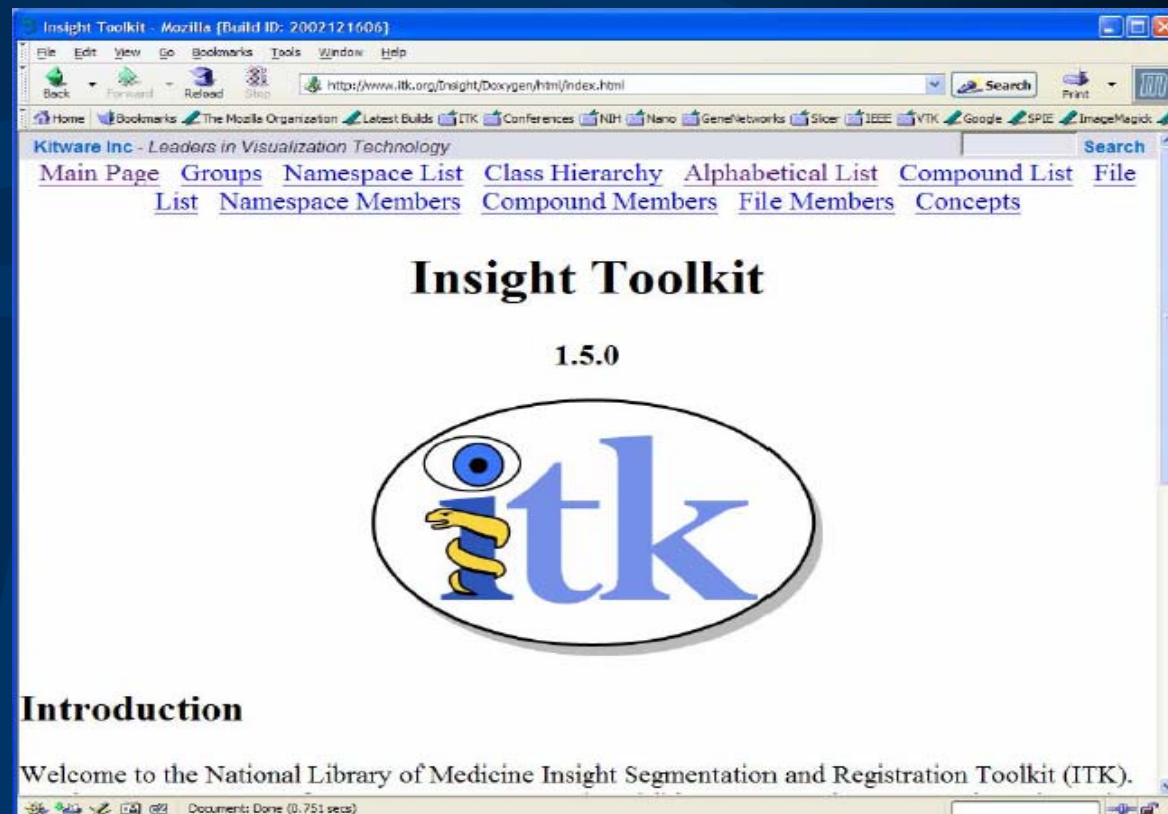 Insight Toolkit - Mozilla {Build ID: 2002121606}
File Edit View Go Bookmarks Tools Window Help
http://www.itk.org/Insight/Doxygen/html/index.html Search
Back Forward Reload Stop Print
Home Bookmarks The Mozilla Organization Latest Builds ITK Conferences NIH Nano GeneNetworks Slicer IEEE VTK Google SPIE ImageMagick
Kitware Inc - Leaders in Visualization Technology Search
Main Page Groups Namespace List Class Hierarchy Alphabetical List Compound List File
List Namespace Members Compound Members File Members Concepts
Insight Toolkit
1.5.0
itk
Introduction
Welcome to the National Library of Medicine Insight Segmentation and Registration Toolkit (ITK).
Document: Done (0.751 secs)